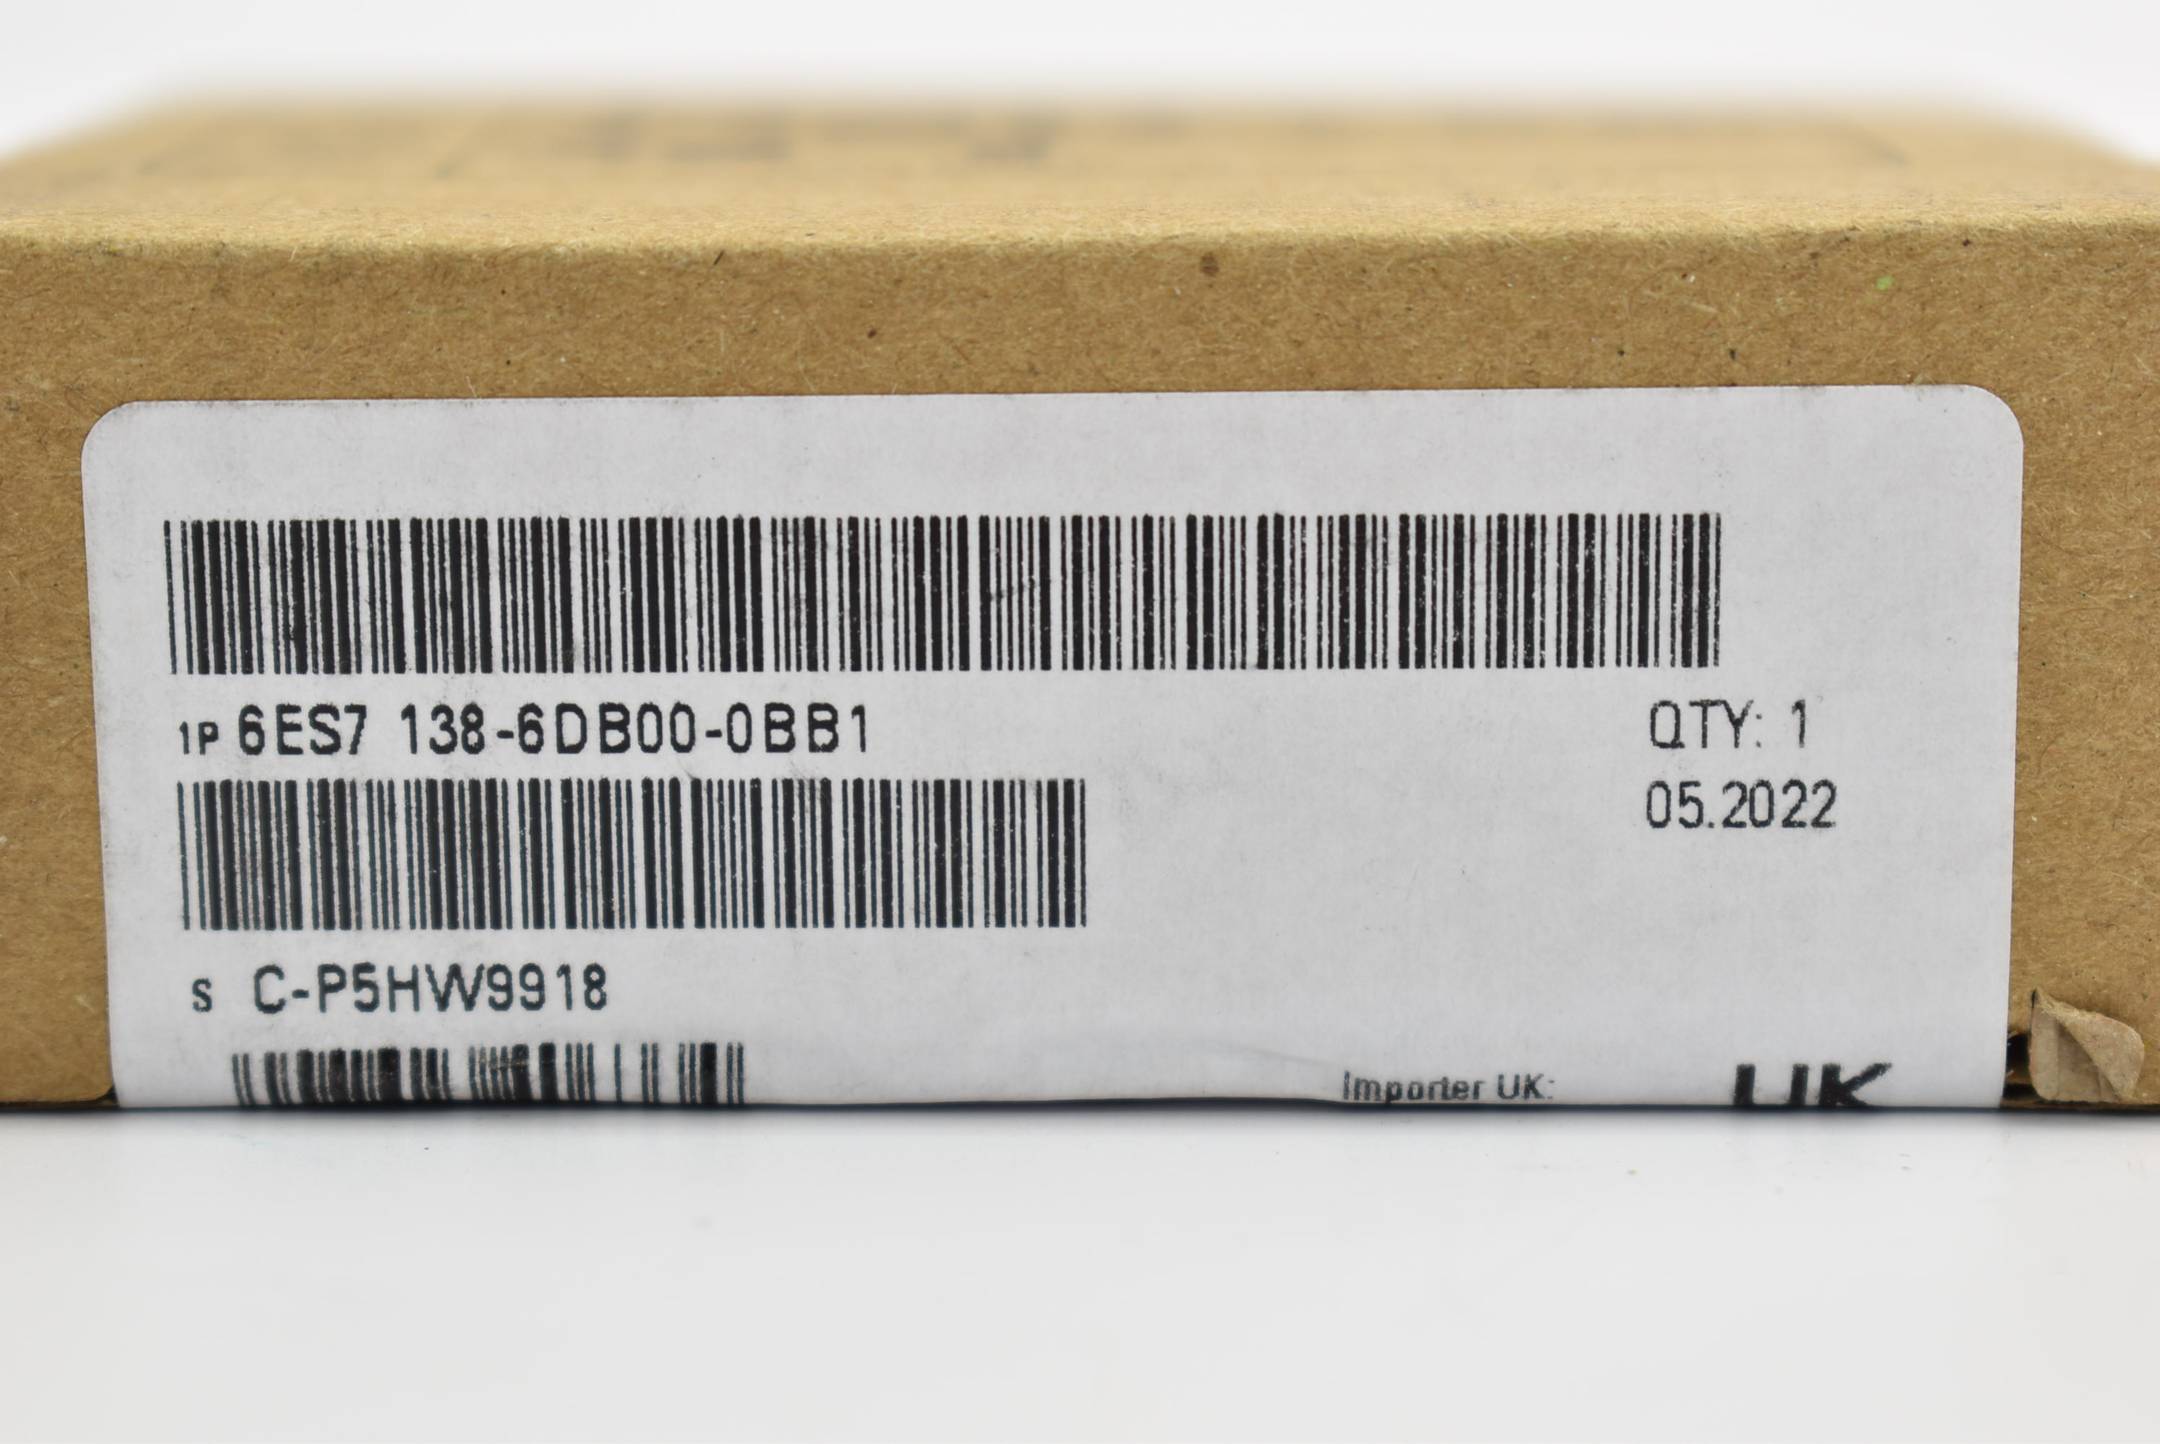 1P 6ES7 138-6DB00-0BB1
QTY: 1
05.2022
S C-P5HW9918
Importer UK:
UK